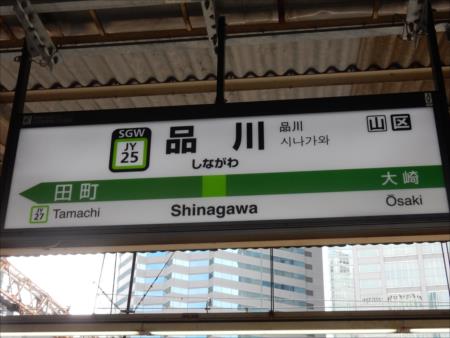 SGW
JY
25
品川
しながわ
品川
시나가와
山区
田町
大崎
JY
27
Tamachi
Shinagawa
Ōsaki